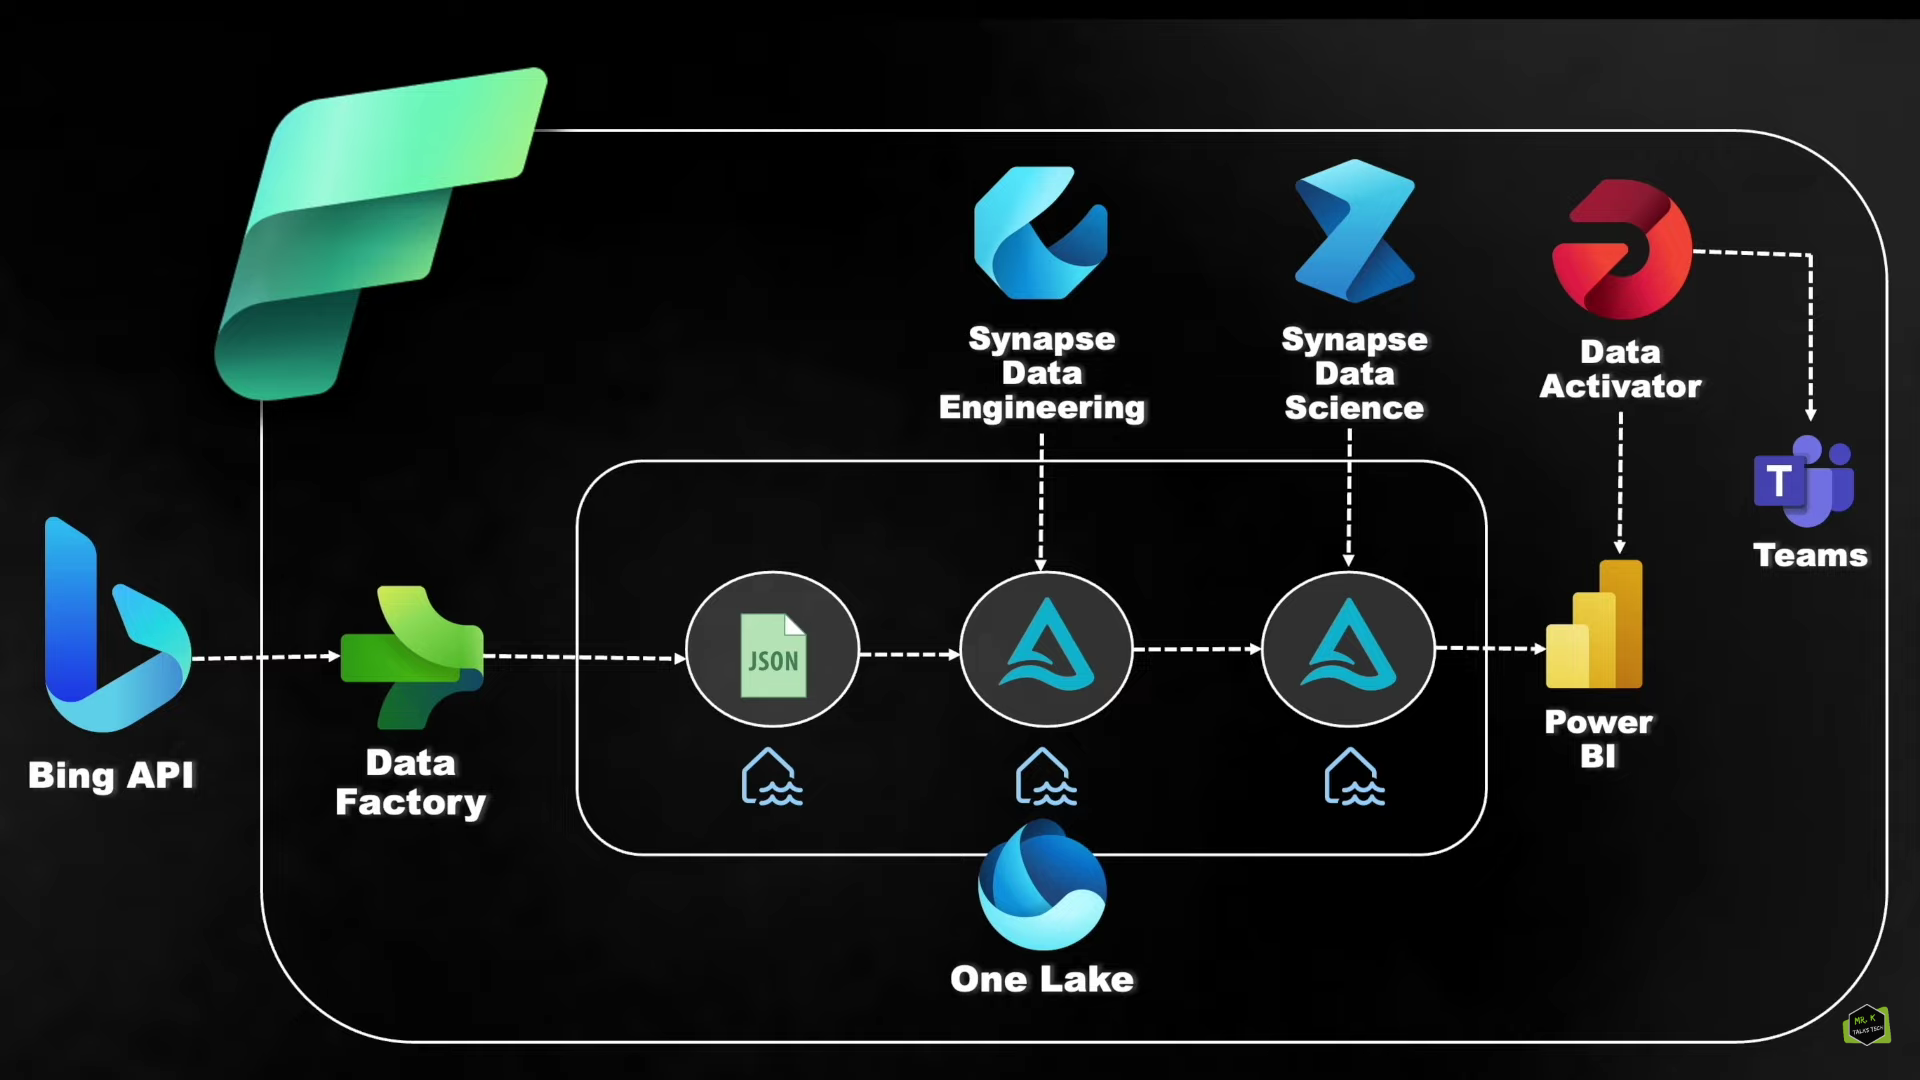 Synapse
Data
Engineering
Synapse
Data
Science
Data
Activator
T
Teams
JSON
Bing API
Data
Factory
Power
BI
One Lake
MR. K
TALKS TECH